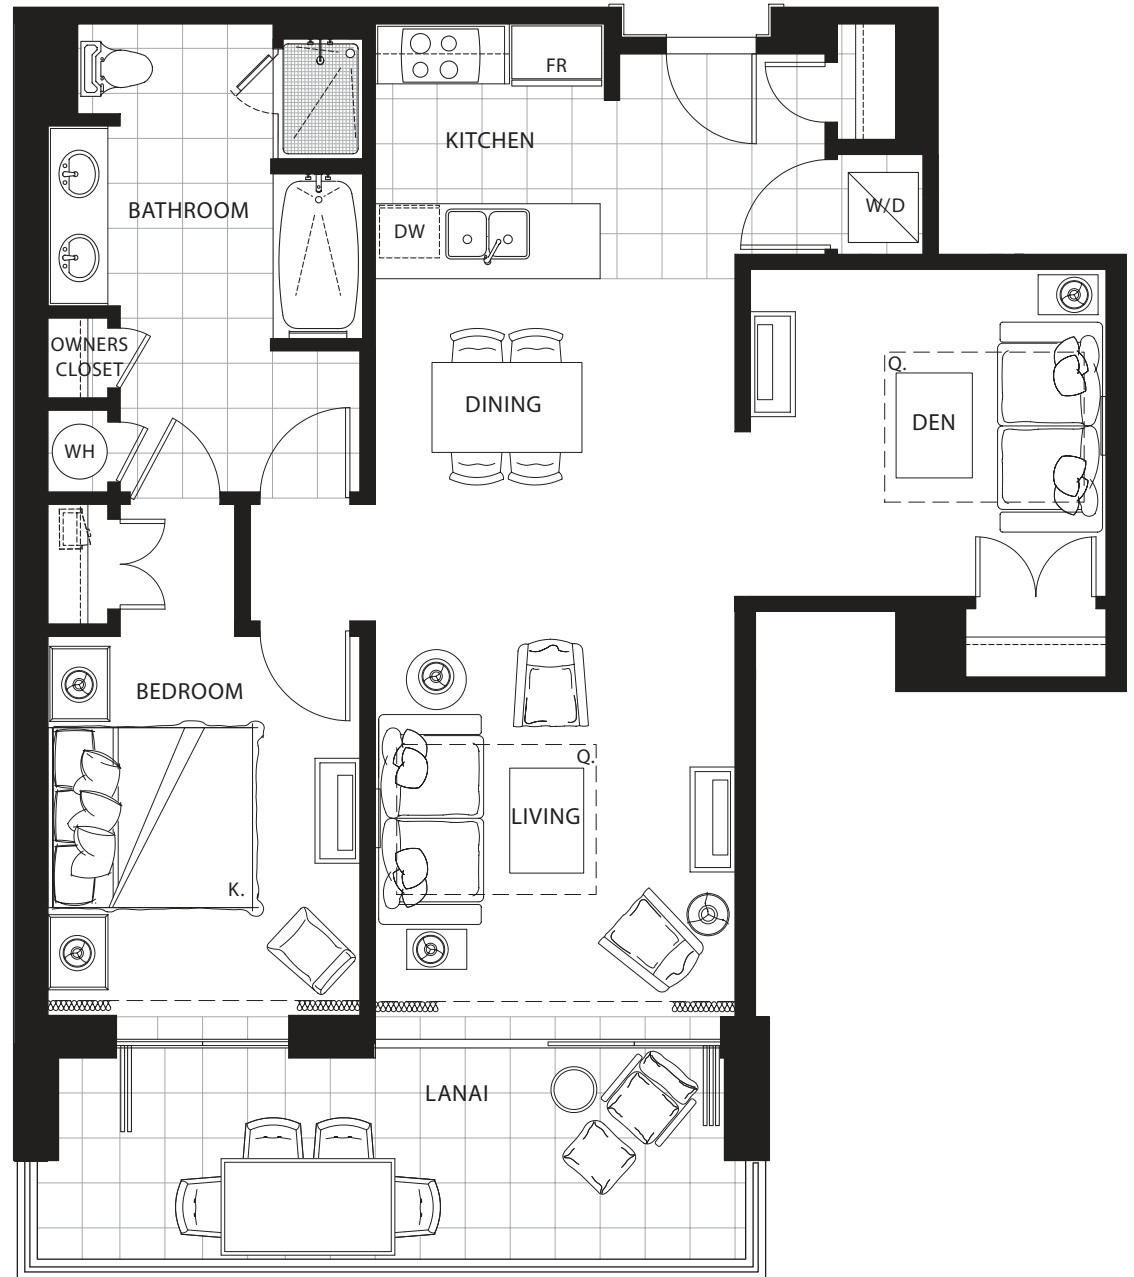 FR
KITCHEN
BATHROOM
W/D
DW
OWNERS
CLOSET
Q.
DINING
DEN
WH
BEDROOM
Q.
LIVING
K.
LANAI